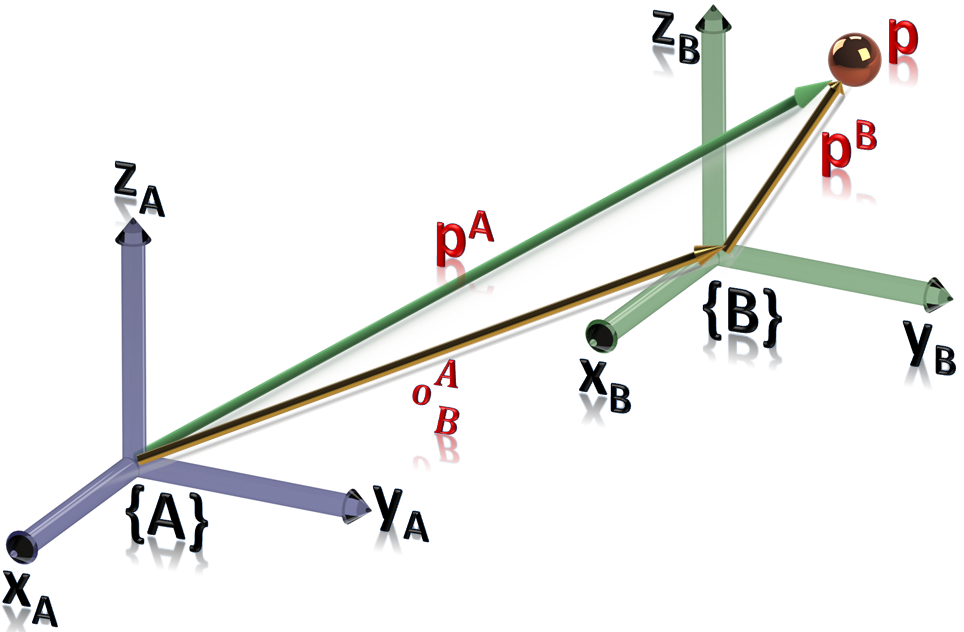 z_B
p
p^B
z_A
p^A
{B}
y_B
x_B
o^A_B
{A}
y_A
x_A